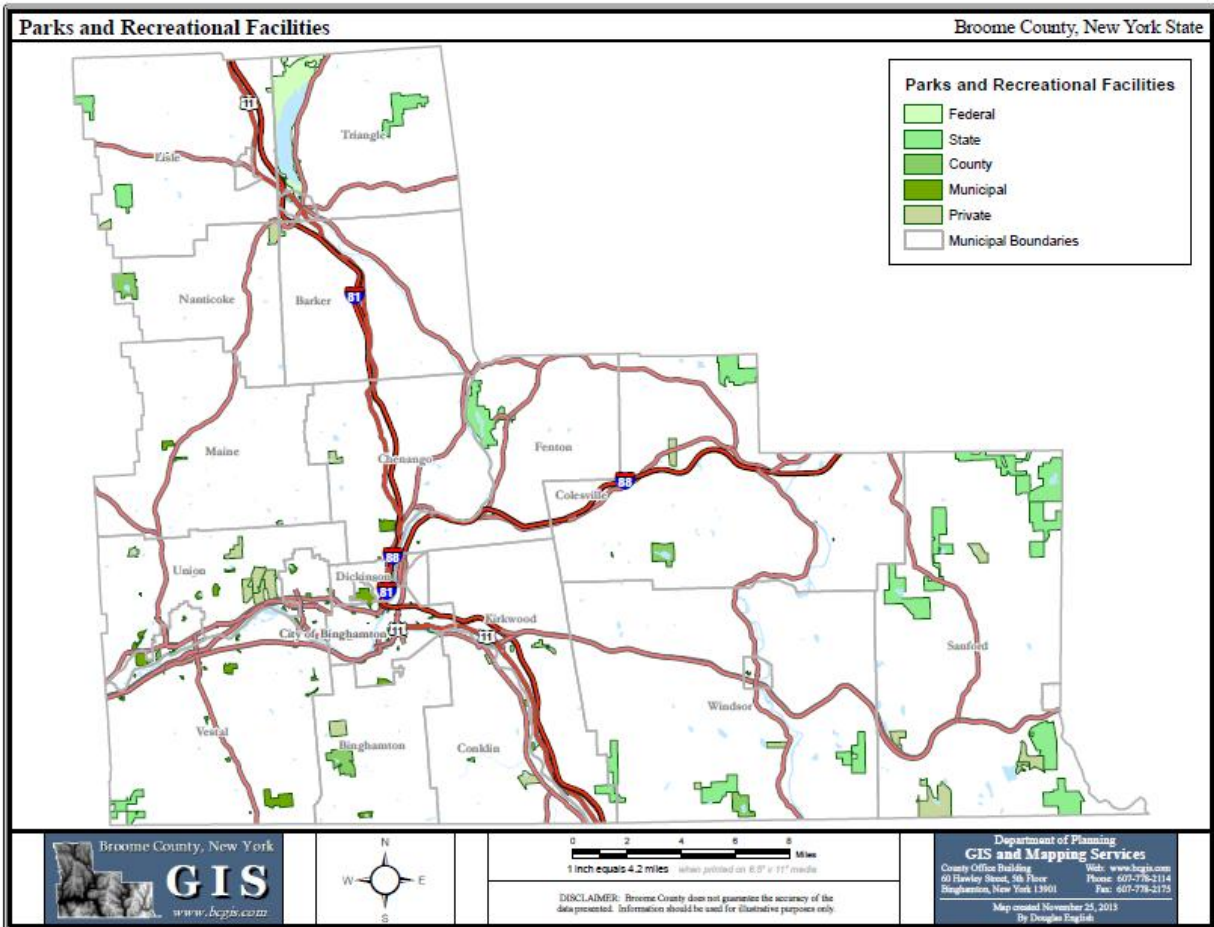 Parks and Recreational Facilities
Broome County, New York State
Parks and Recreational Facilities
Federal
State
County
Municipal
Private
Municipal Boundaries
11
Triangle
Lisle
Nanticoke
Barker
81
Maine
Chenango
Fenton
88
Colesville
88
Union
Dickinson
81
Kirkwood
City of Binghamton
11
11
Sanford
Windsor
Vestal
Binghamton
Conklin
Broome County, New York
GIS
www.bcgis.com
N
W
E
S
0 2 4 6 8
Miles
1 inch equals 4.2 miles when printed on 8.5" x 11" media
DISCLAIMER: Broome County does not guarantee the accuracy of the
data presented. Information should be used for illustrative purposes only.
Department of Planning
GIS and Mapping Services
County Office Building Web: www.bcgis.com
60 Hawley Street, 5th Floor Phone: 607-778-2114
Binghamton, New York 13901 Fax: 607-778-2175
Map created November 25, 2013
By Douglas English